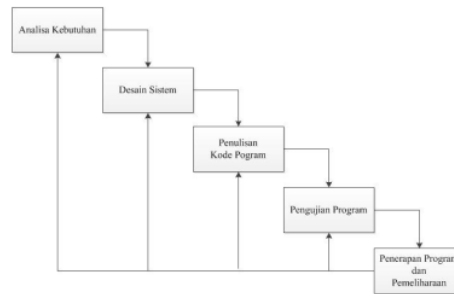 Analisa Kebutuhan
Desain Sistem
Penulisan
Kode Pogram
Pengujian Program
Penerapan Program
dan
Pemeliharaan